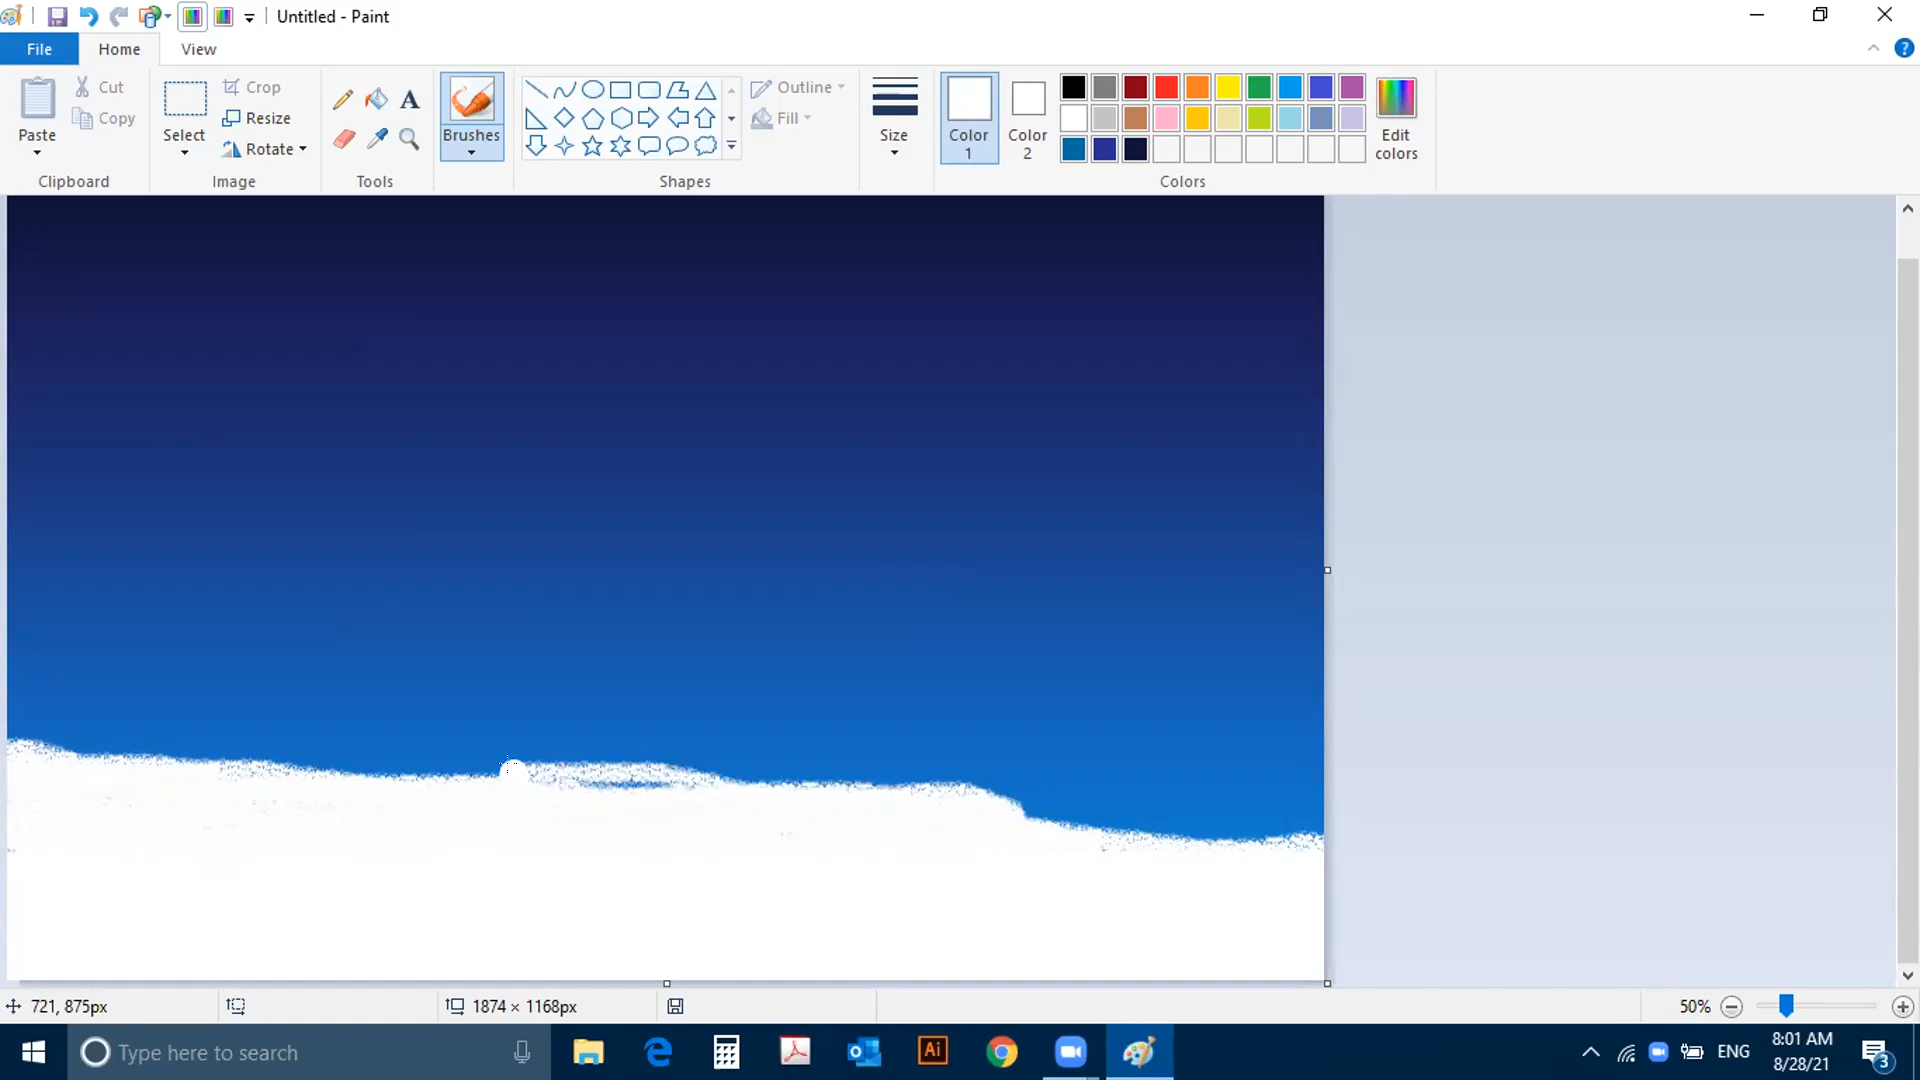 Untitled - Paint
File Home View
Paste
Cut
Copy
Clipboard
Select
Crop
Resize
Rotate
Image
A
Tools
Brushes
Outline
Fill
Shapes
Size
Color 1
Color 2
Edit colors
Colors
?
721, 875px
1874 × 1168px
50%
Type here to search
Ai
ENG
8:01 AM
8/28/21
3